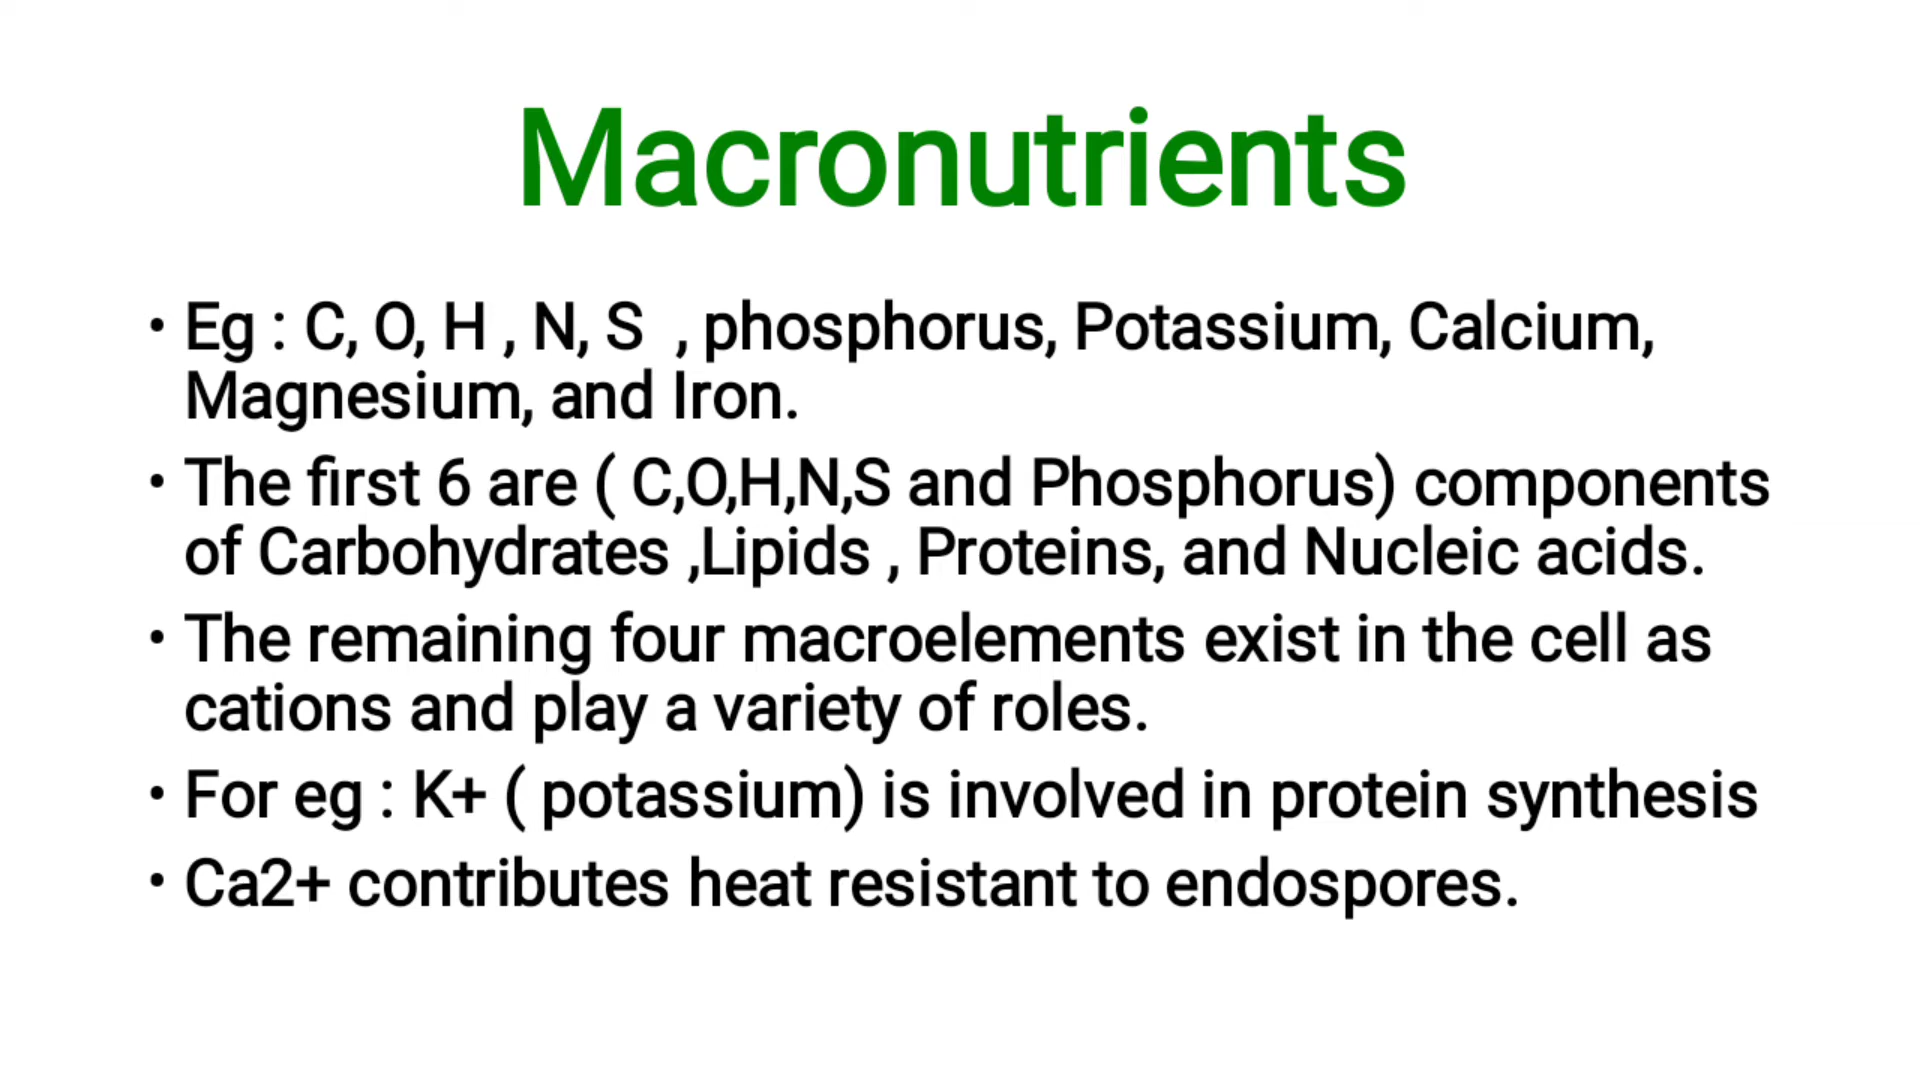 Macronutrients
• Eg : C, O, H , N, S , phosphorus, Potassium, Calcium,
Magnesium, and Iron.
• The first 6 are ( C,O,H,N,S and Phosphorus) components
of Carbohydrates ,Lipids , Proteins, and Nucleic acids.
• The remaining four macroelements exist in the cell as
cations and play a variety of roles.
• For eg : K+ ( potassium) is involved in protein synthesis
• Ca2+ contributes heat resistant to endospores.